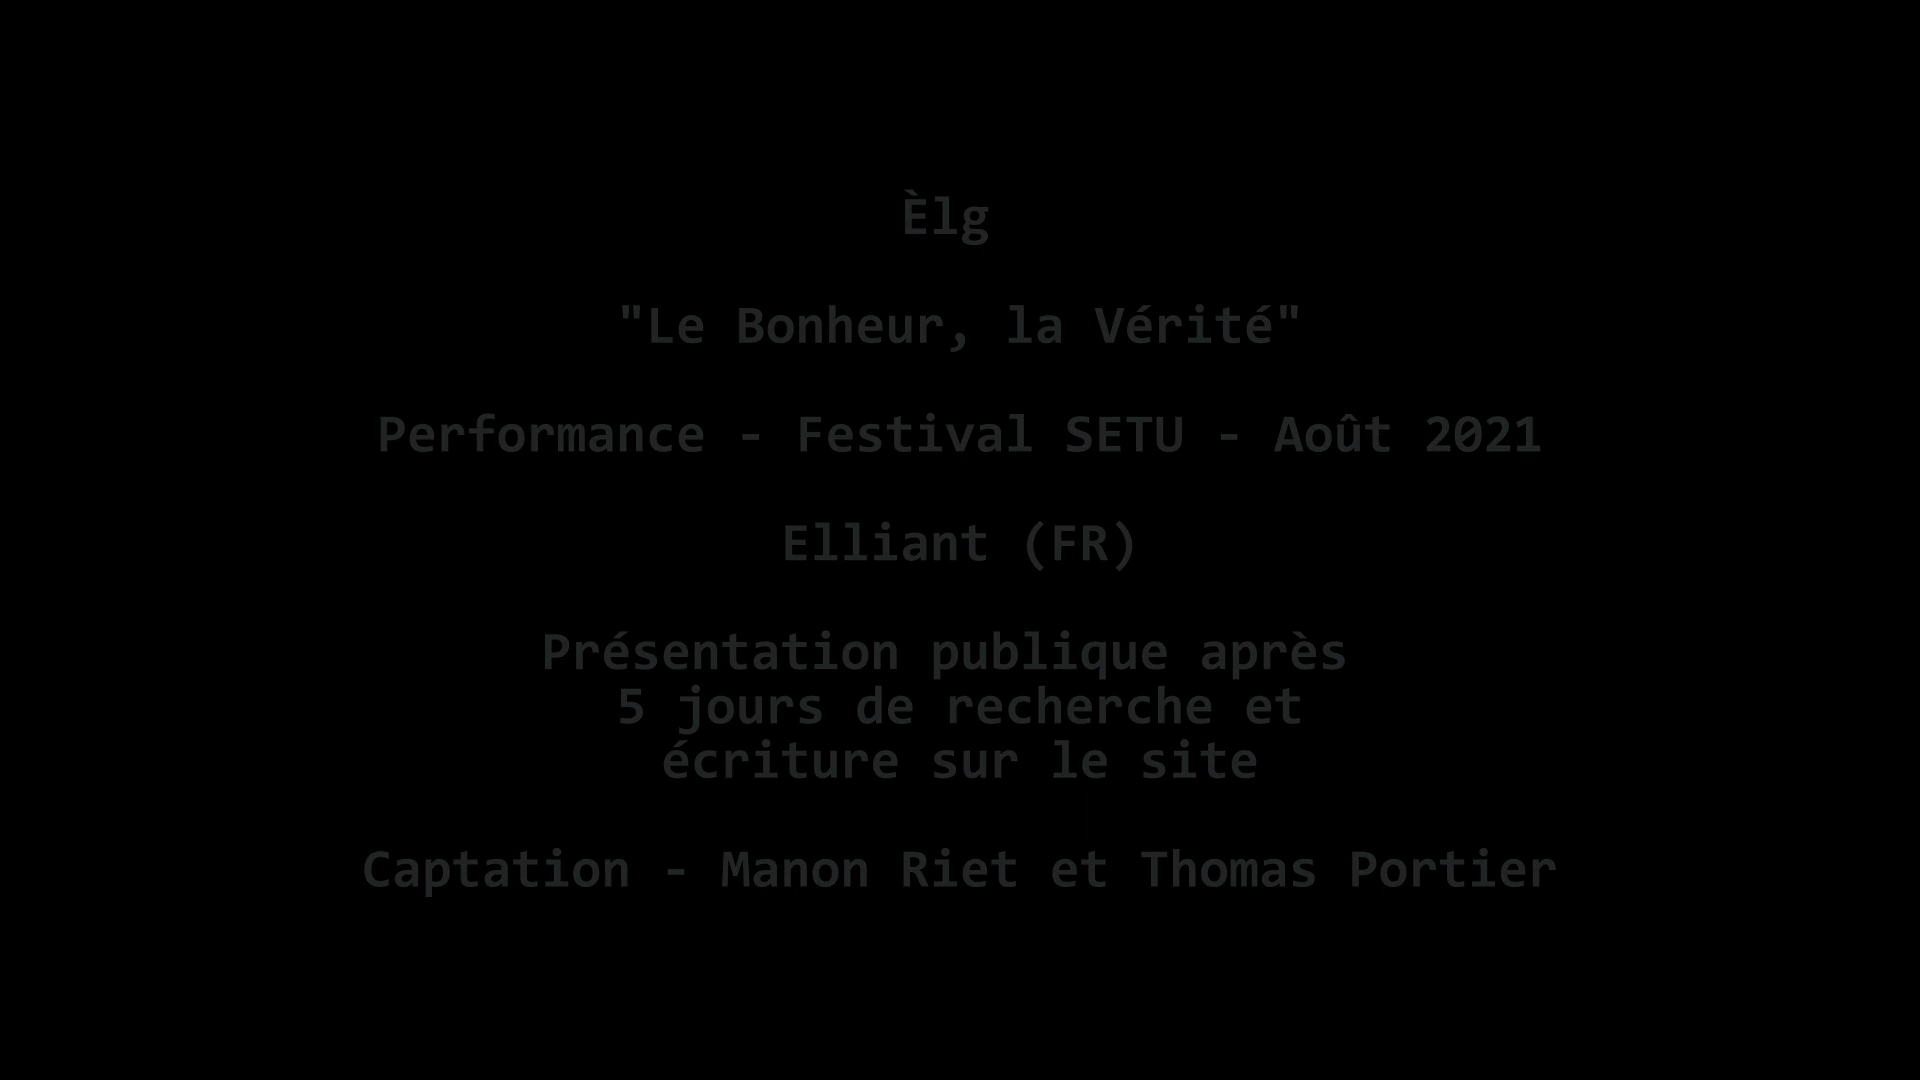 Èlg
"Le Bonheur, la Vérité"
Performance - Festival SETU - Août 2021
Elliant (FR)
Présentation publique après
5 jours de recherche et
écriture sur le site
Captation - Manon Riet et Thomas Portier